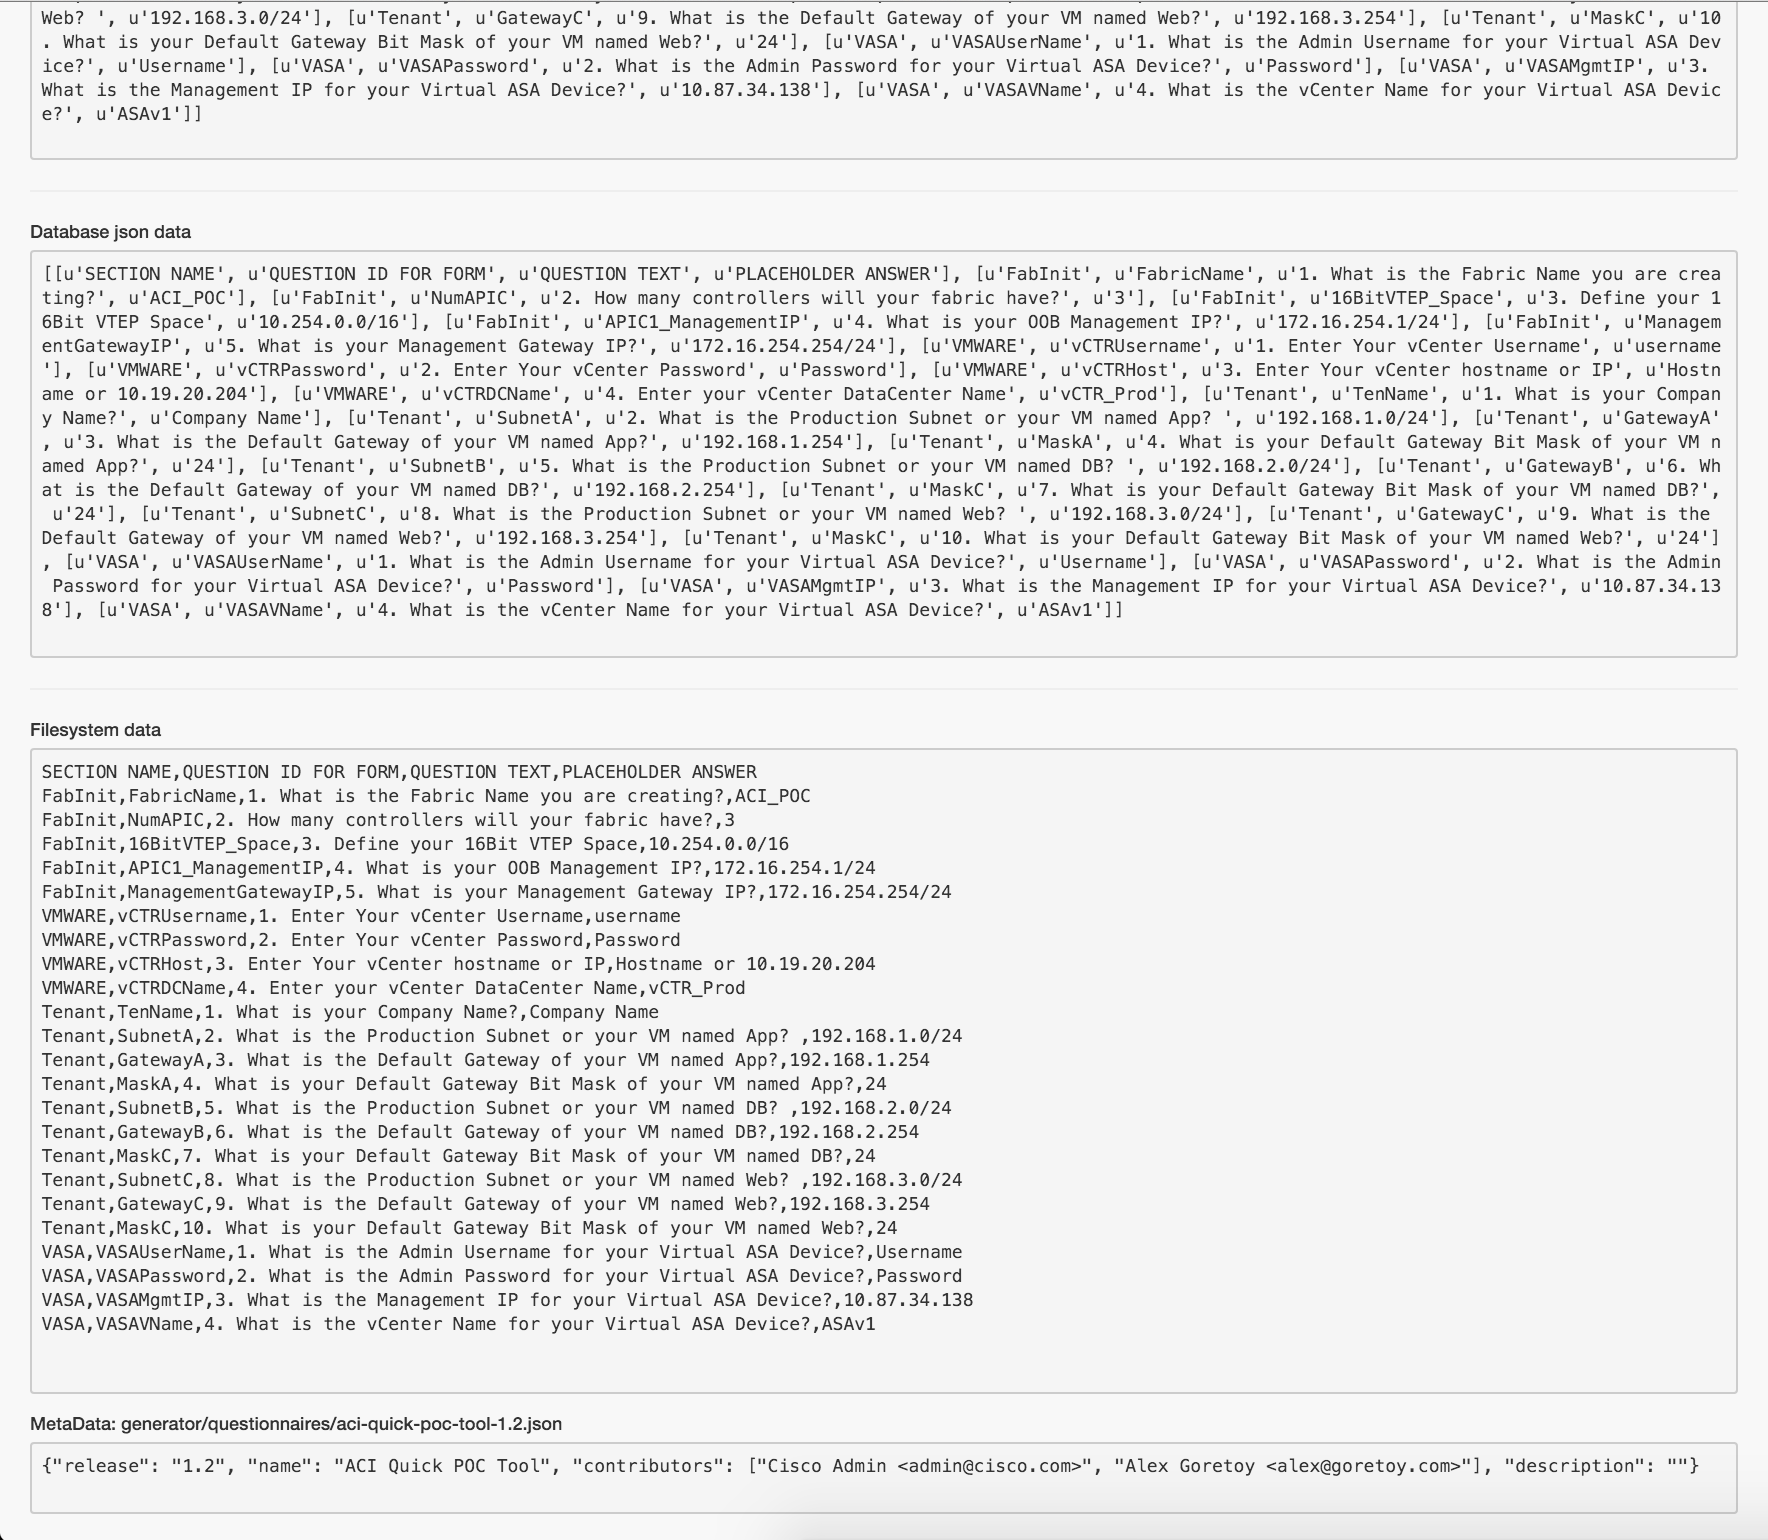 Web? ', u'192.168.3.0/24'], [u'Tenant', u'GatewayC', u'9. What is the Default Gateway of your VM named Web?', u'192.168.3.254'], [u'Tenant', u'MaskC', u'10
. What is your Default Gateway Bit Mask of your VM named Web?', u'24'], [u'VASA', u'VASAUserName', u'1. What is the Admin Username for your Virtual ASA Dev
ice?', u'Username'], [u'VASA', u'VASAPassword', u'2. What is the Admin Password for your Virtual ASA Device?', u'Password'], [u'VASA', u'VASAMgmtIP', u'3.
What is the Management IP for your Virtual ASA Device?', u'10.87.34.138'], [u'VASA', u'VASAVName', u'4. What is the vCenter Name for your Virtual ASA Devic
e?', u'ASAv1']]
Database json data
[[u'SECTION NAME', u'QUESTION ID FOR FORM', u'QUESTION TEXT', u'PLACEHOLDER ANSWER'], [u'FabInit', u'FabricName', u'1. What is the Fabric Name you are crea
ting?', u'ACI_POC'], [u'FabInit', u'NumAPIC', u'2. How many controllers will your fabric have?', u'3'], [u'FabInit', u'16BitVTEP_Space', u'3. Define your 1
6Bit VTEP Space', u'10.254.0.0/16'], [u'FabInit', u'APIC1_ManagementIP', u'4. What is your OOB Management IP?', u'172.16.254.1/24'], [u'FabInit', u'Managem
entGatewayIP', u'5. What is your Management Gateway IP?', u'172.16.254.254/24'], [u'VMWARE', u'vCTRUsername', u'1. Enter Your vCenter Username', u'username
'], [u'VMWARE', u'vCTRPassword', u'2. Enter Your vCenter Password', u'Password'], [u'VMWARE', u'vCTRHost', u'3. Enter Your vCenter hostname or IP', u'Hostn
ame or 10.19.20.204'], [u'VMWARE', u'vCTRDCName', u'4. Enter your vCenter DataCenter Name', u'vCTR_Prod'], [u'Tenant', u'TenName', u'1. What is your Compan
y Name?', u'Company Name'], [u'Tenant', u'SubnetA', u'2. What is the Production Subnet or your VM named App? ', u'192.168.1.0/24'], [u'Tenant', u'GatewayA'
, u'3. What is the Default Gateway of your VM named App?', u'192.168.1.254'], [u'Tenant', u'MaskA', u'4. What is your Default Gateway Bit Mask of your VM n
amed App?', u'24'], [u'Tenant', u'SubnetB', u'5. What is the Production Subnet or your VM named DB? ', u'192.168.2.0/24'], [u'Tenant', u'GatewayB', u'6. Wh
at is the Default Gateway of your VM named DB?', u'192.168.2.254'], [u'Tenant', u'MaskC', u'7. What is your Default Gateway Bit Mask of your VM named DB?',
u'24'], [u'Tenant', u'SubnetC', u'8. What is the Production Subnet or your VM named Web? ', u'192.168.3.0/24'], [u'Tenant', u'GatewayC', u'9. What is the
Default Gateway of your VM named Web?', u'192.168.3.254'], [u'Tenant', u'MaskC', u'10. What is your Default Gateway Bit Mask of your VM named Web?', u'24']
, [u'VASA', u'VASAUserName', u'1. What is the Admin Username for your Virtual ASA Device?', u'Username'], [u'VASA', u'VASAPassword', u'2. What is the Admin
Password for your Virtual ASA Device?', u'Password'], [u'VASA', u'VASAMgmtIP', u'3. What is the Management IP for your Virtual ASA Device?', u'10.87.34.13
8'], [u'VASA', u'VASAVName', u'4. What is the vCenter Name for your Virtual ASA Device?', u'ASAv1']]
Filesystem data
SECTION NAME,QUESTION ID FOR FORM,QUESTION TEXT,PLACEHOLDER ANSWER
FabInit,FabricName,1. What is the Fabric Name you are creating?,ACI_POC
FabInit,NumAPIC,2. How many controllers will your fabric have?,3
FabInit,16BitVTEP_Space,3. Define your 16Bit VTEP Space,10.254.0.0/16
FabInit,APIC1_ManagementIP,4. What is your OOB Management IP?,172.16.254.1/24
FabInit,ManagementGatewayIP,5. What is your Management Gateway IP?,172.16.254.254/24
VMWARE,vCTRUsername,1. Enter Your vCenter Username,username
VMWARE,vCTRPassword,2. Enter Your vCenter Password,Password
VMWARE,vCTRHost,3. Enter Your vCenter hostname or IP,Hostname or 10.19.20.204
VMWARE,vCTRDCName,4. Enter your vCenter DataCenter Name,vCTR_Prod
Tenant,TenName,1. What is your Company Name?,Company Name
Tenant,SubnetA,2. What is the Production Subnet or your VM named App? ,192.168.1.0/24
Tenant,GatewayA,3. What is the Default Gateway of your VM named App?,192.168.1.254
Tenant,MaskA,4. What is your Default Gateway Bit Mask of your VM named App?,24
Tenant,SubnetB,5. What is the Production Subnet or your VM named DB? ,192.168.2.0/24
Tenant,GatewayB,6. What is the Default Gateway of your VM named DB?,192.168.2.254
Tenant,MaskC,7. What is your Default Gateway Bit Mask of your VM named DB?,24
Tenant,SubnetC,8. What is the Production Subnet or your VM named Web? ,192.168.3.0/24
Tenant,GatewayC,9. What is the Default Gateway of your VM named Web?,192.168.3.254
Tenant,MaskC,10. What is your Default Gateway Bit Mask of your VM named Web?,24
VASA,VASAUserName,1. What is the Admin Username for your Virtual ASA Device?,Username
VASA,VASAPassword,2. What is the Admin Password for your Virtual ASA Device?,Password
VASA,VASAMgmtIP,3. What is the Management IP for your Virtual ASA Device?,10.87.34.138
VASA,VASAVName,4. What is the vCenter Name for your Virtual ASA Device?,ASAv1
MetaData: generator/questionnaires/aci-quick-poc-tool-1.2.json
{"release": "1.2", "name": "ACI Quick POC Tool", "contributors": ["Cisco Admin <admin@cisco.com>", "Alex Goretoy <alex@goretoy.com>"], "description": ""}